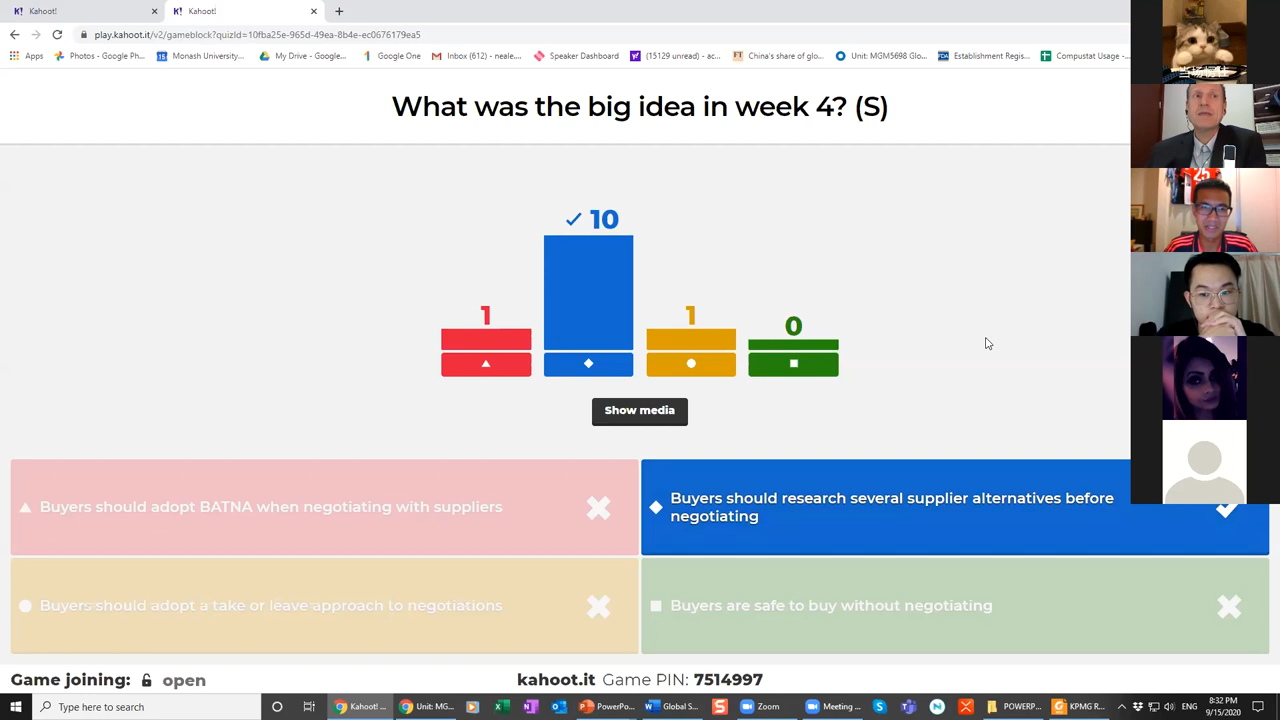 Kahoot!
Kahoot!
play.kahoot.it/v2/gameblock?quizId=10fba25e-965d-49ea-8b4e-ec0676179ea5
Apps
Photos - Google Ph...
Monash University...
My Drive - Google...
Google One
Inbox (612) - neale...
Speaker Dashboard
(15129 unread) - ac...
China's share of glo...
Unit: MGM5698 Glo...
Establishment Regis...
Compustat Usage -...
What was the big idea in week 4? (S)
10
1
1
0
Show media
Buyers should adopt BATNA when negotiating with suppliers
Buyers should research several supplier alternatives before
negotiating
Buyers should adopt a take or leave approach to negotiations
Buyers are safe to buy without negotiating
Game joining: open
kahoot.it Game PIN: 7514997
25
Type here to search
Kahoot! ...
Unit: MG...
PowerPo...
Global S...
Zoom
Meeting ...
POWERP...
KPMG R...
8:32 PM
9/15/2020